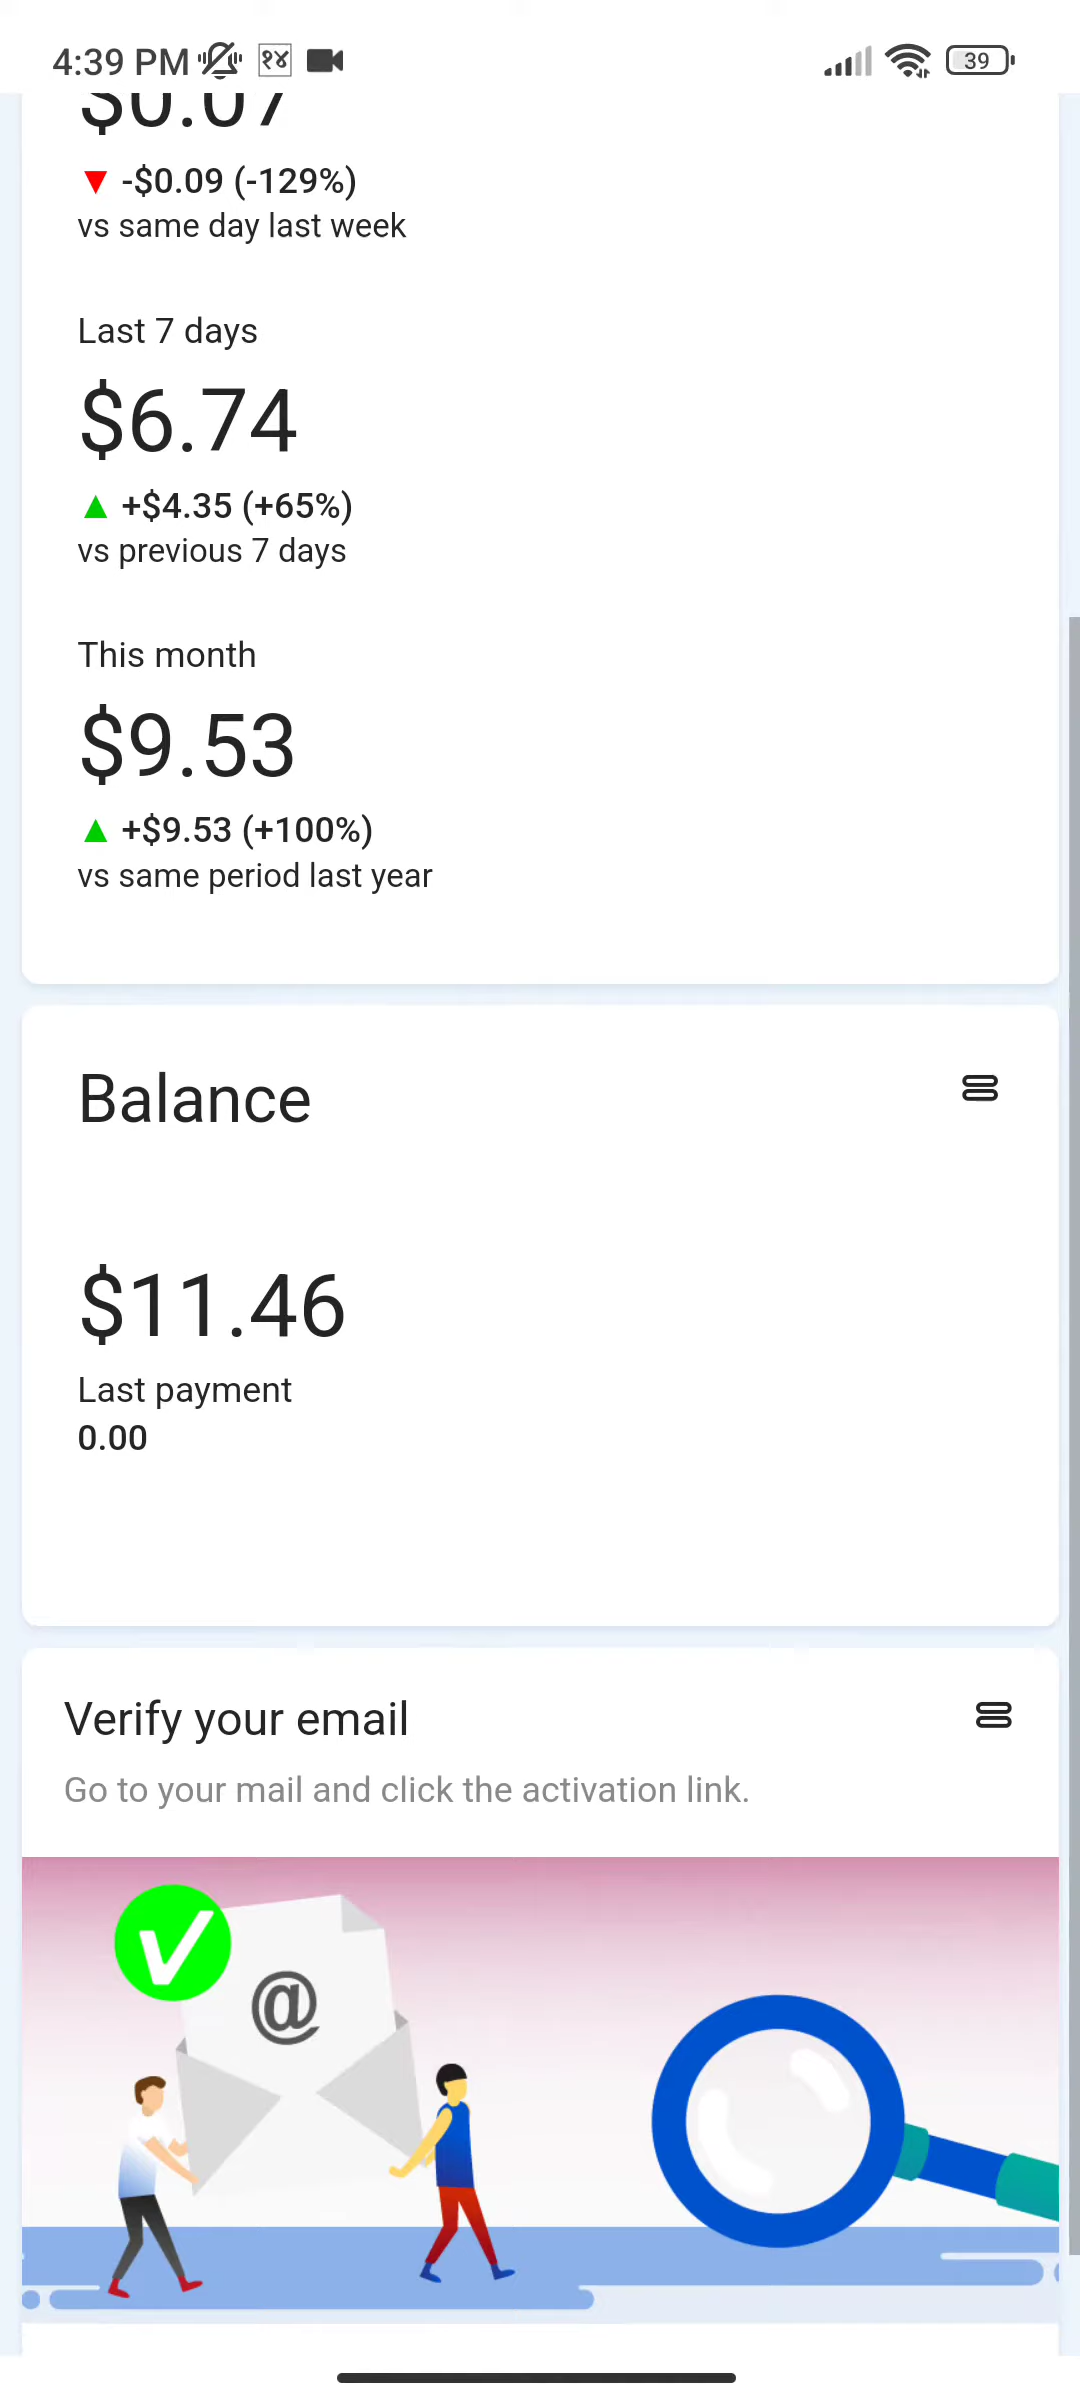 4:39 PM १४ 39
$0.07
-$0.09 (-129%)
vs same day last week
Last 7 days
$6.74
+$4.35 (+65%)
vs previous 7 days
This month
$9.53
+$9.53 (+100%)
vs same period last year
Balance
$11.46
Last payment
0.00
Verify your email
Go to your mail and click the activation link.
@